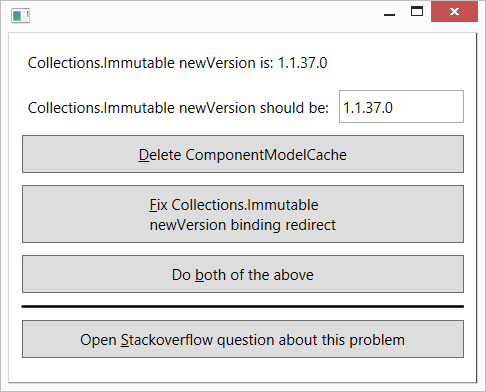 Collections.Immutable newVersion is: 1.1.37.0
Collections.Immutable newVersion should be: 1.1.37.0
Delete ComponentModelCache
Fix Collections.Immutable
newVersion binding redirect
Do both of the above
Open Stackoverflow question about this problem